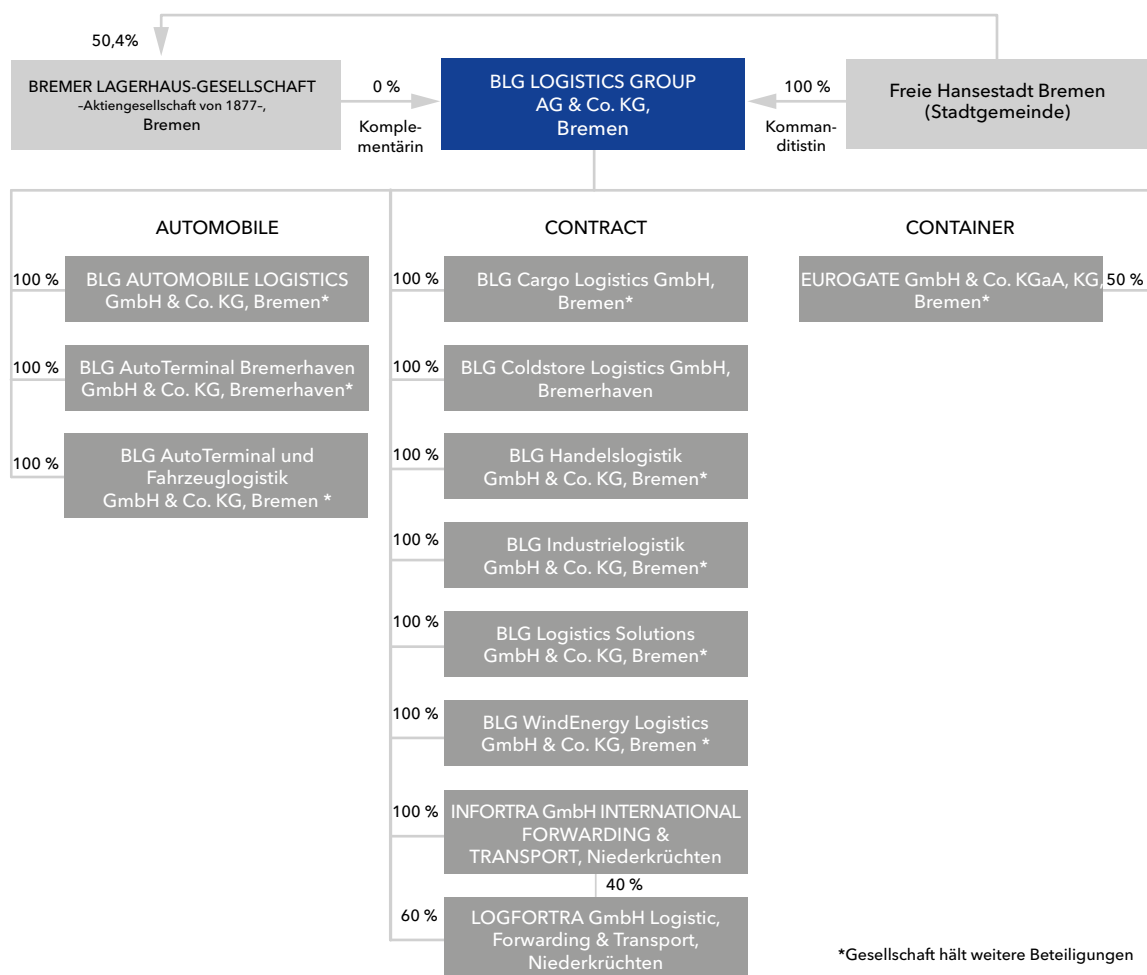 50,4%
BREMER LAGERHAUS-GESELLSCHAFT
–Aktiengesellschaft von 1877–,
Bremen
0 %
Komple-
mentärin
BLG LOGISTICS GROUP
AG & Co. KG,
Bremen
100 %
Komman-
ditistin
Freie Hansestadt Bremen
(Stadtgemeinde)
AUTOMOBILE
100 %
BLG AUTOMOBILE LOGISTICS
GmbH & Co. KG, Bremen*
100 %
BLG AutoTerminal Bremerhaven
GmbH & Co. KG, Bremerhaven*
100 %
BLG AutoTerminal und
Fahrzeuglogistik
GmbH & Co. KG, Bremen *
CONTRACT
100 %
BLG Cargo Logistics GmbH,
Bremen*
100 %
BLG Coldstore Logistics GmbH,
Bremerhaven
100 %
BLG Handelslogistik
GmbH & Co. KG, Bremen*
100 %
BLG Industrielogistik
GmbH & Co. KG, Bremen*
100 %
BLG Logistics Solutions
GmbH & Co. KG, Bremen*
100 %
BLG WindEnergy Logistics
GmbH & Co. KG, Bremen *
100 %
INFORTRA GmbH INTERNATIONAL
FORWARDING &
TRANSPORT, Niederkrüchten
40 %
60 %
LOGFORTRA GmbH Logistic,
Forwarding & Transport,
Niederkrüchten
CONTAINER
EUROGATE GmbH & Co. KGaA, KG,
Bremen*
50 %
*Gesellschaft hält weitere Beteiligungen